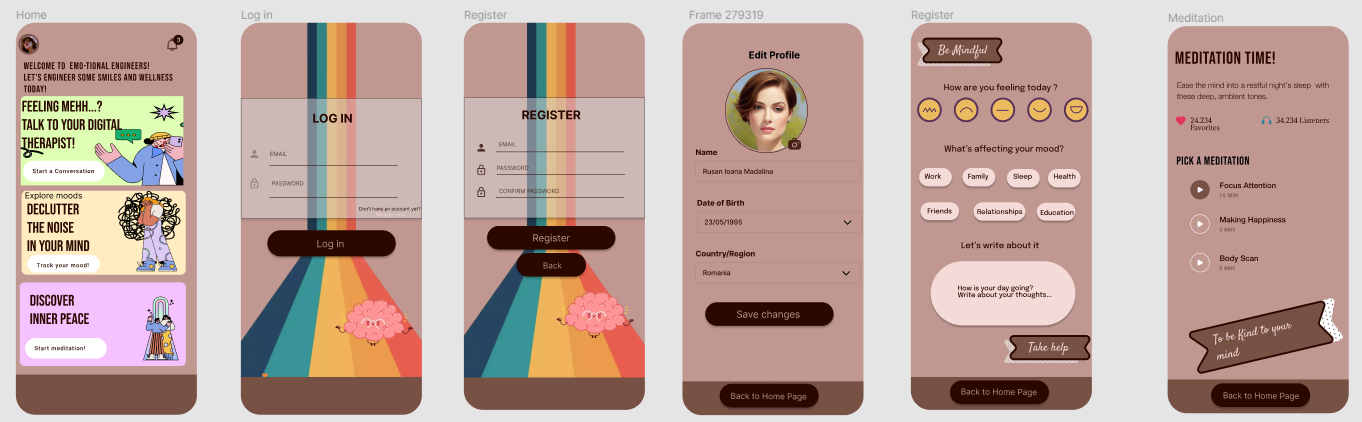 Home
3
WELCOME TO EMO-TIONAL ENGINEERS!
LET'S ENGINEER SOME SMILES AND WELLNESS
TODAY!
FEELING MEHH...?
TALK TO YOUR DIGITAL
THERAPIST!
Start a Conversation
Explore moods
DECLUTTER
THE NOISE
IN YOUR MIND
Track your mood!
DISCOVER
INNER PEACE
Start meditation!
Log in
LOG IN
EMAIL
PASSWORD
Don't have an account yet?
Log in
Register
REGISTER
EMAIL
PASSWORD
CONFIRM PASSWORD
Register
Back
Frame 279319
Edit Profile
Name
Rusan Ioana Madalina
Date of Birth
23/05/1995
Country/Region
Romania
Save changes
Back to Home Page
Register
Be Mindful
How are you feeling today ?
What's affecting your mood?
Work
Family
Sleep
Health
Friends
Relationships
Education
Let's write about it
How is your day going?
Write about your thoughts...
Take help
Back to Home Page
Meditation
MEDITATION TIME!
Ease the mind into a restful night's sleep with
these deep, ambient tones.
24.234
Favorites
34.234 Listeners
PICK A MEDITATION
Focus Attention
15 MIN
Making Happiness
3 MIN
Body Scan
5 MIN
To be Kind to your
mind
Back to Home Page